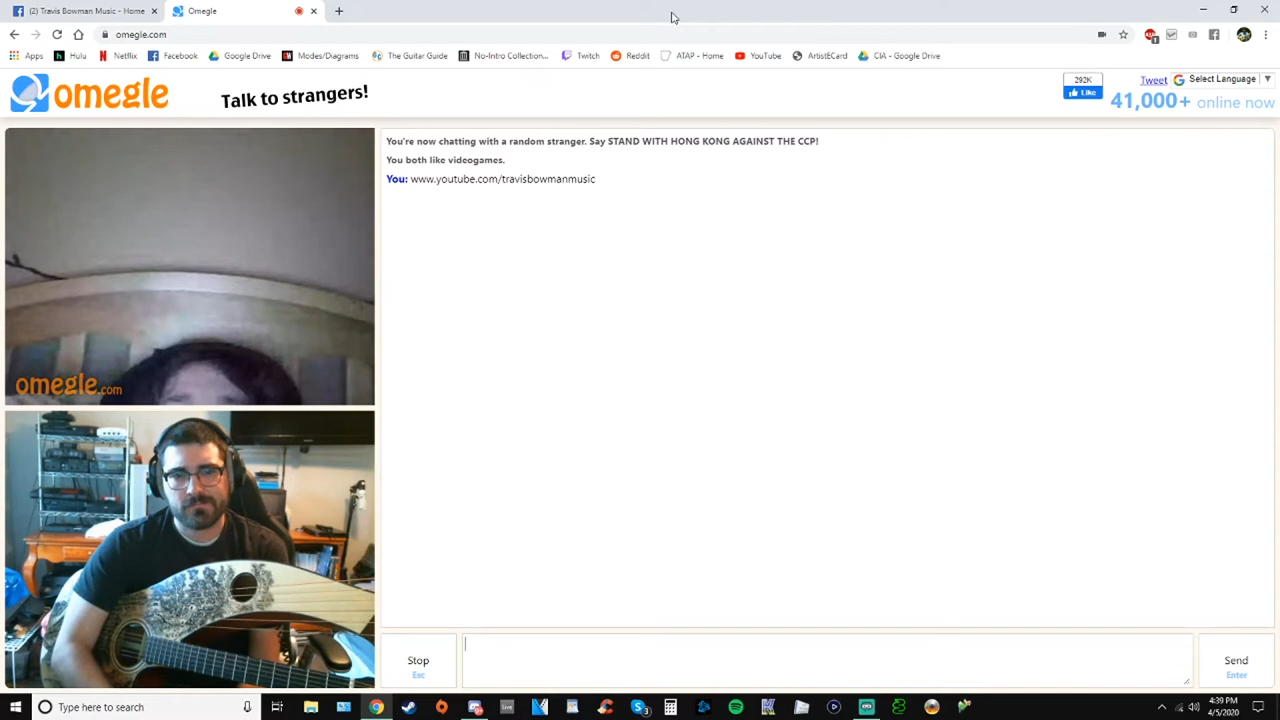 (2) Travis Bowman Music - Home
Omegle
omegle.com
Apps
Hulu
Netflix
Facebook
Google Drive
Modes/Diagrams
The Guitar Guide
No-Intro Collection...
Twitch
Reddit
ATAP - Home
YouTube
ArtistECard
CIA - Google Drive
omegle
Talk to strangers!
292K
Like
Tweet
Select Language
41,000+ online now
You're now chatting with a random stranger. Say STAND WITH HONG KONG AGAINST THE CCP!
You both like videogames.
You: www.youtube.com/travisbowmanmusic
omegle.com
Stop
Esc
Send
Enter
Type here to search
4:39 PM
4/5/2020